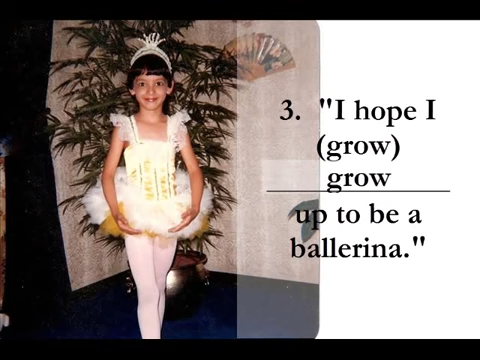 3. "I hope I
(grow)
grow
up to be a
ballerina."